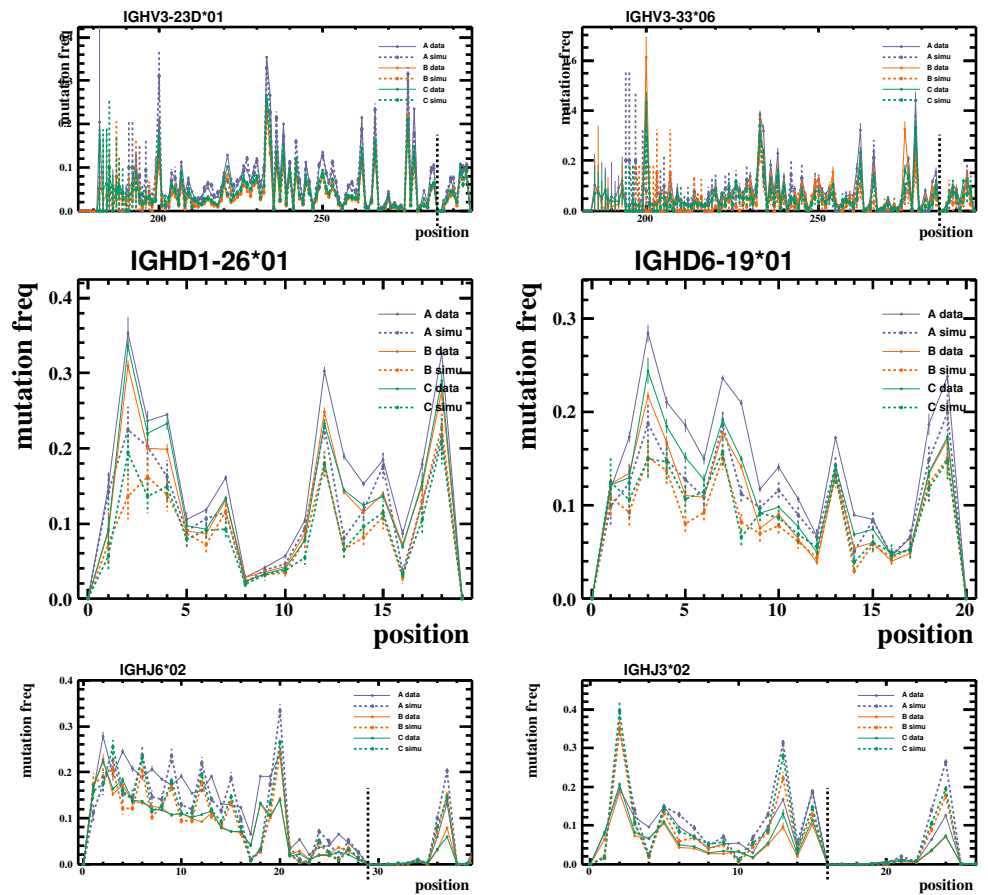 IGHV3-23D*01
mutation freq
0.4
0.3
0.2
0.1
0.0
200
250
position
A data
A simu
B data
B simu
C data
C simu
IGHV3-33*06
mutation freq
0.6
0.4
0.2
0.0
200
250
position
A data
A simu
B data
B simu
C data
C simu
IGHD1-26*01
mutation freq
0.4
0.3
0.2
0.1
0.0
0
5
10
15
position
A data
A simu
B data
B simu
C data
C simu
IGHD6-19*01
mutation freq
0.3
0.2
0.1
0.0
0
5
10
15
20
position
A data
A simu
B data
B simu
C data
C simu
IGHJ6*02
mutation freq
0.4
0.3
0.2
0.1
0.0
0
10
20
30
position
A data
A simu
B data
B simu
C data
C simu
IGHJ3*02
mutation freq
0.4
0.3
0.2
0.1
0.0
0
10
20
position
A data
A simu
B data
B simu
C data
C simu